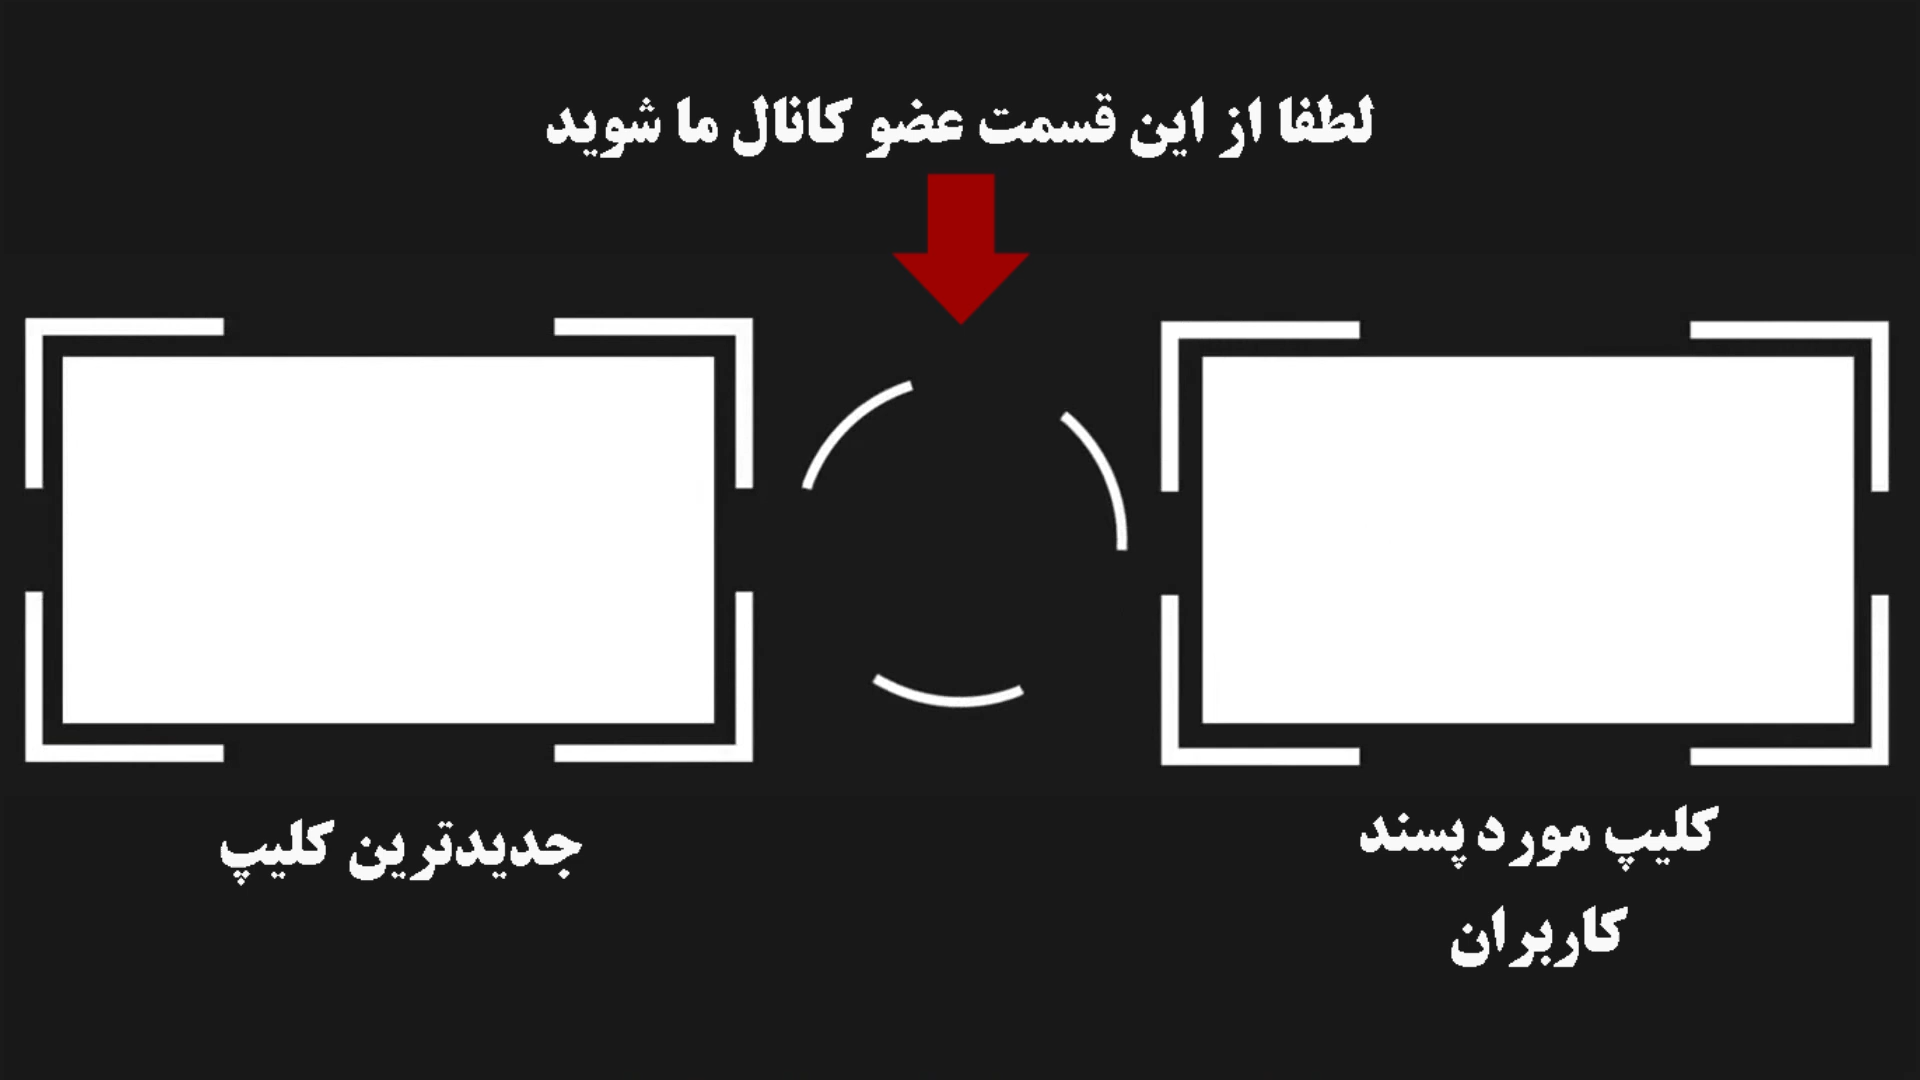 لطفا از این قسمت عضو کانال ما شوید
کلیپ مورد پسند
کاربران
جدیدترین کلیپ